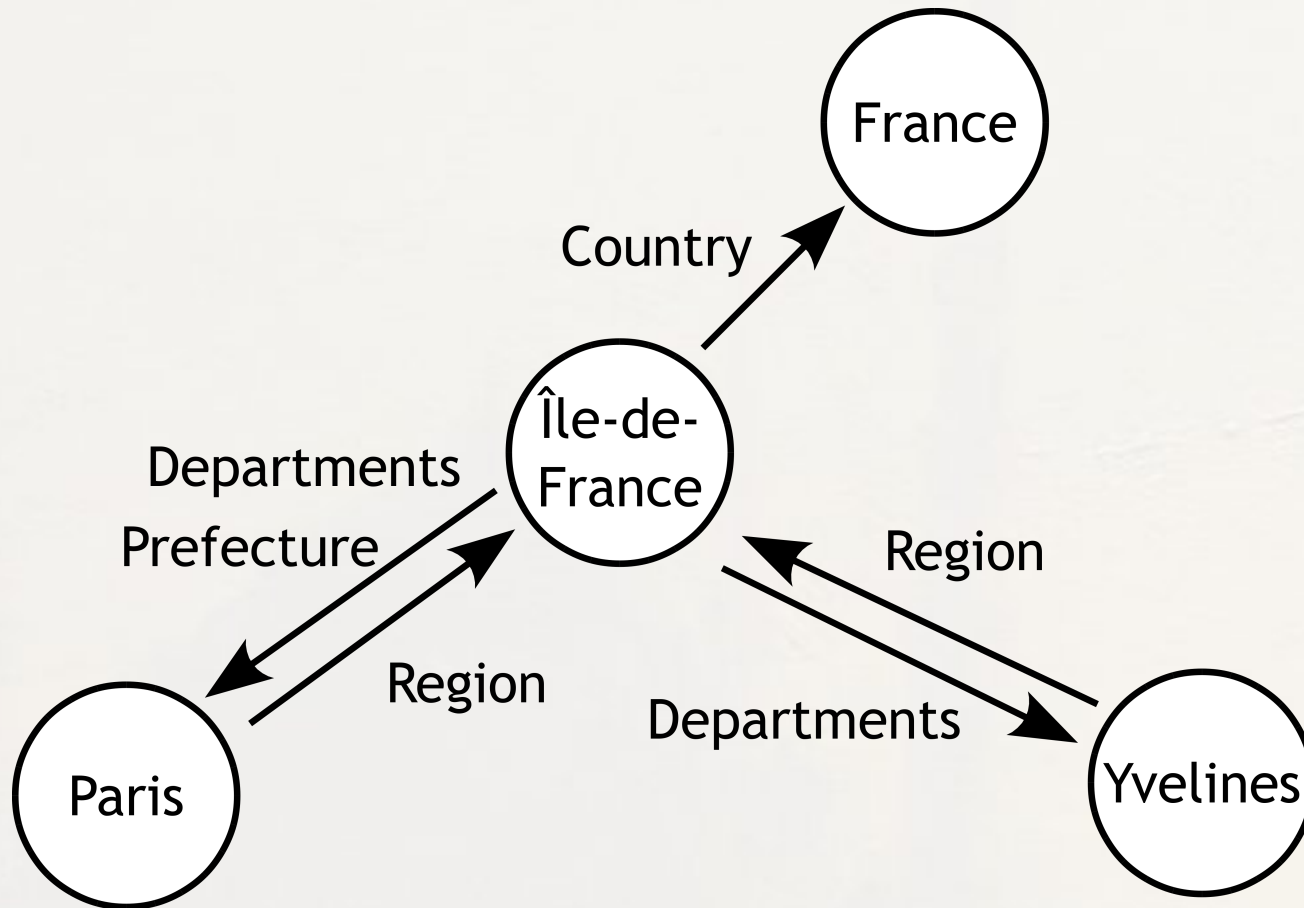 France
Country
Île-de-
France
Departments
Prefecture
Region
Region
Departments
Paris
Yvelines